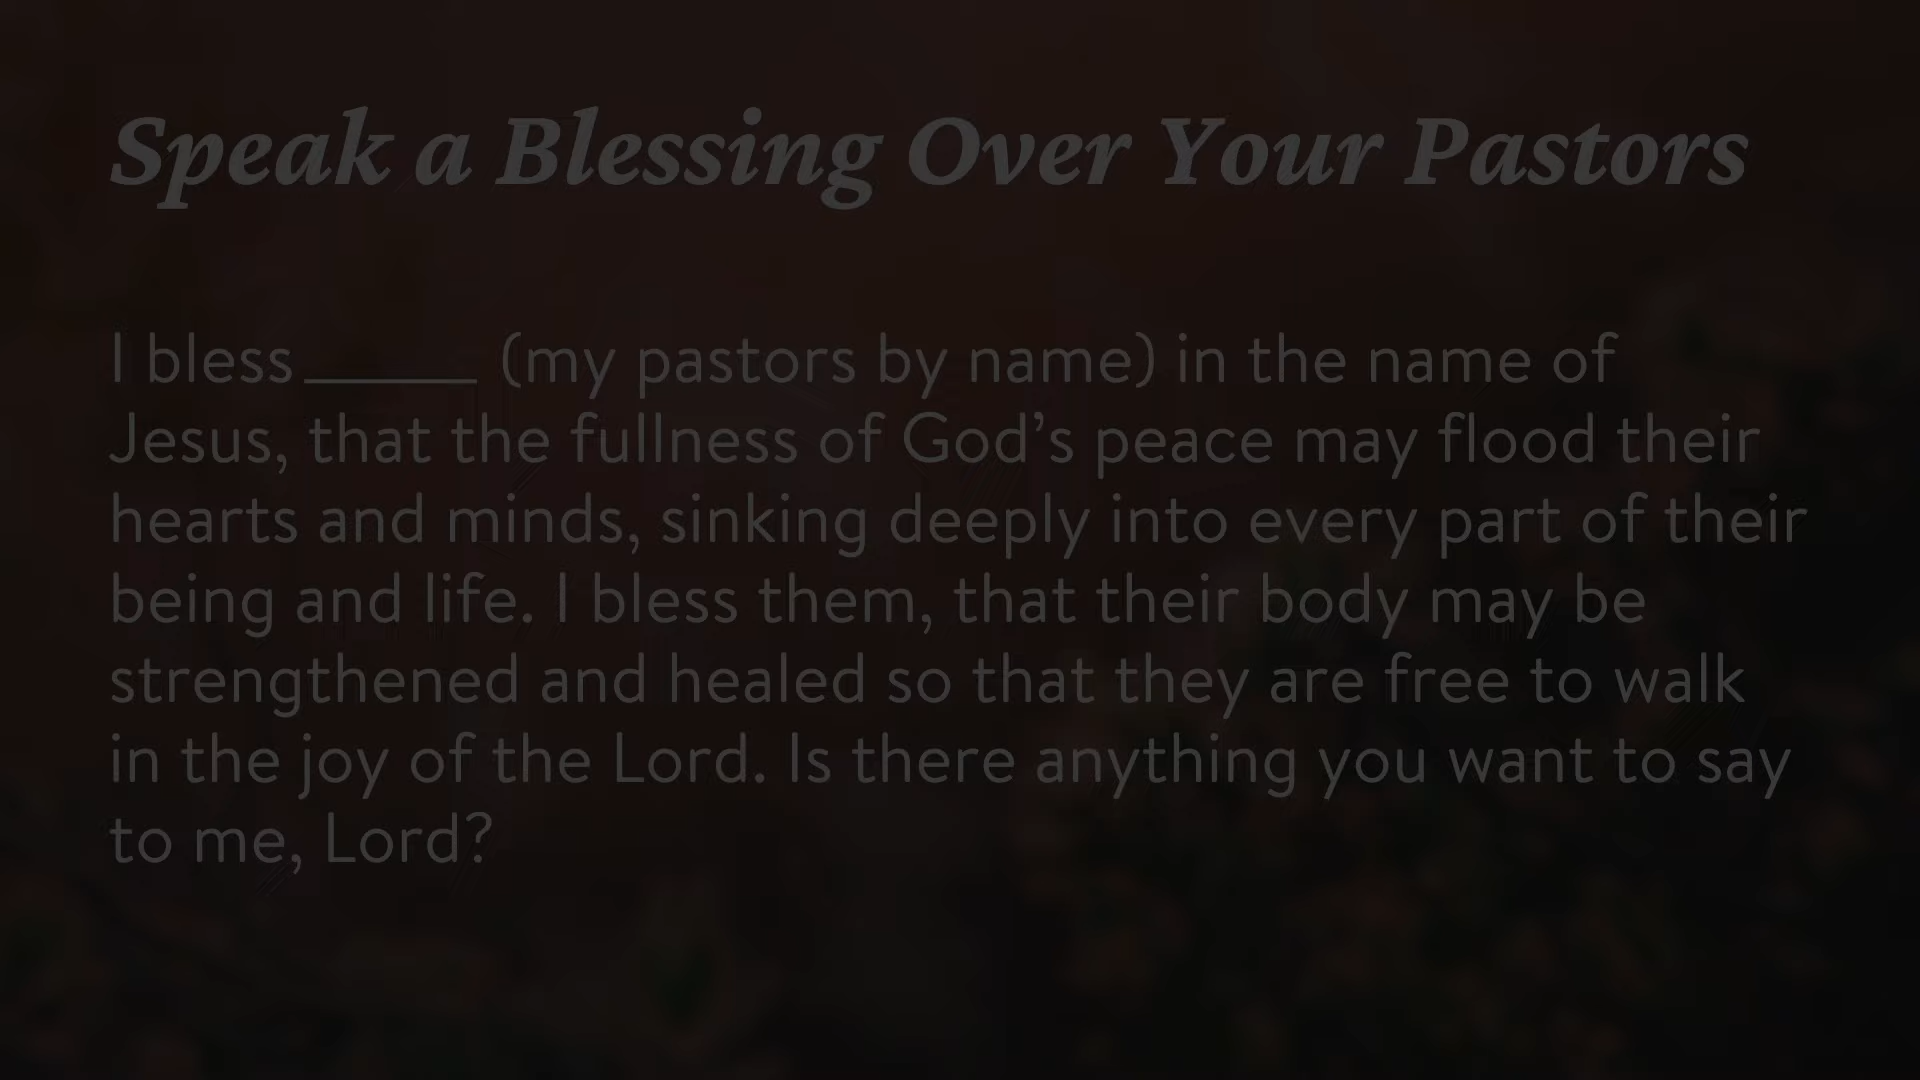 Speak a Blessing Over Your Pastors
I bless ______ (my pastors by name) in the name of
Jesus, that the fullness of God’s peace may flood their
hearts and minds, sinking deeply into every part of their
being and life. I bless them, that their body may be
strengthened and healed so that they are free to walk
in the joy of the Lord. Is there anything you want to say
to me, Lord?